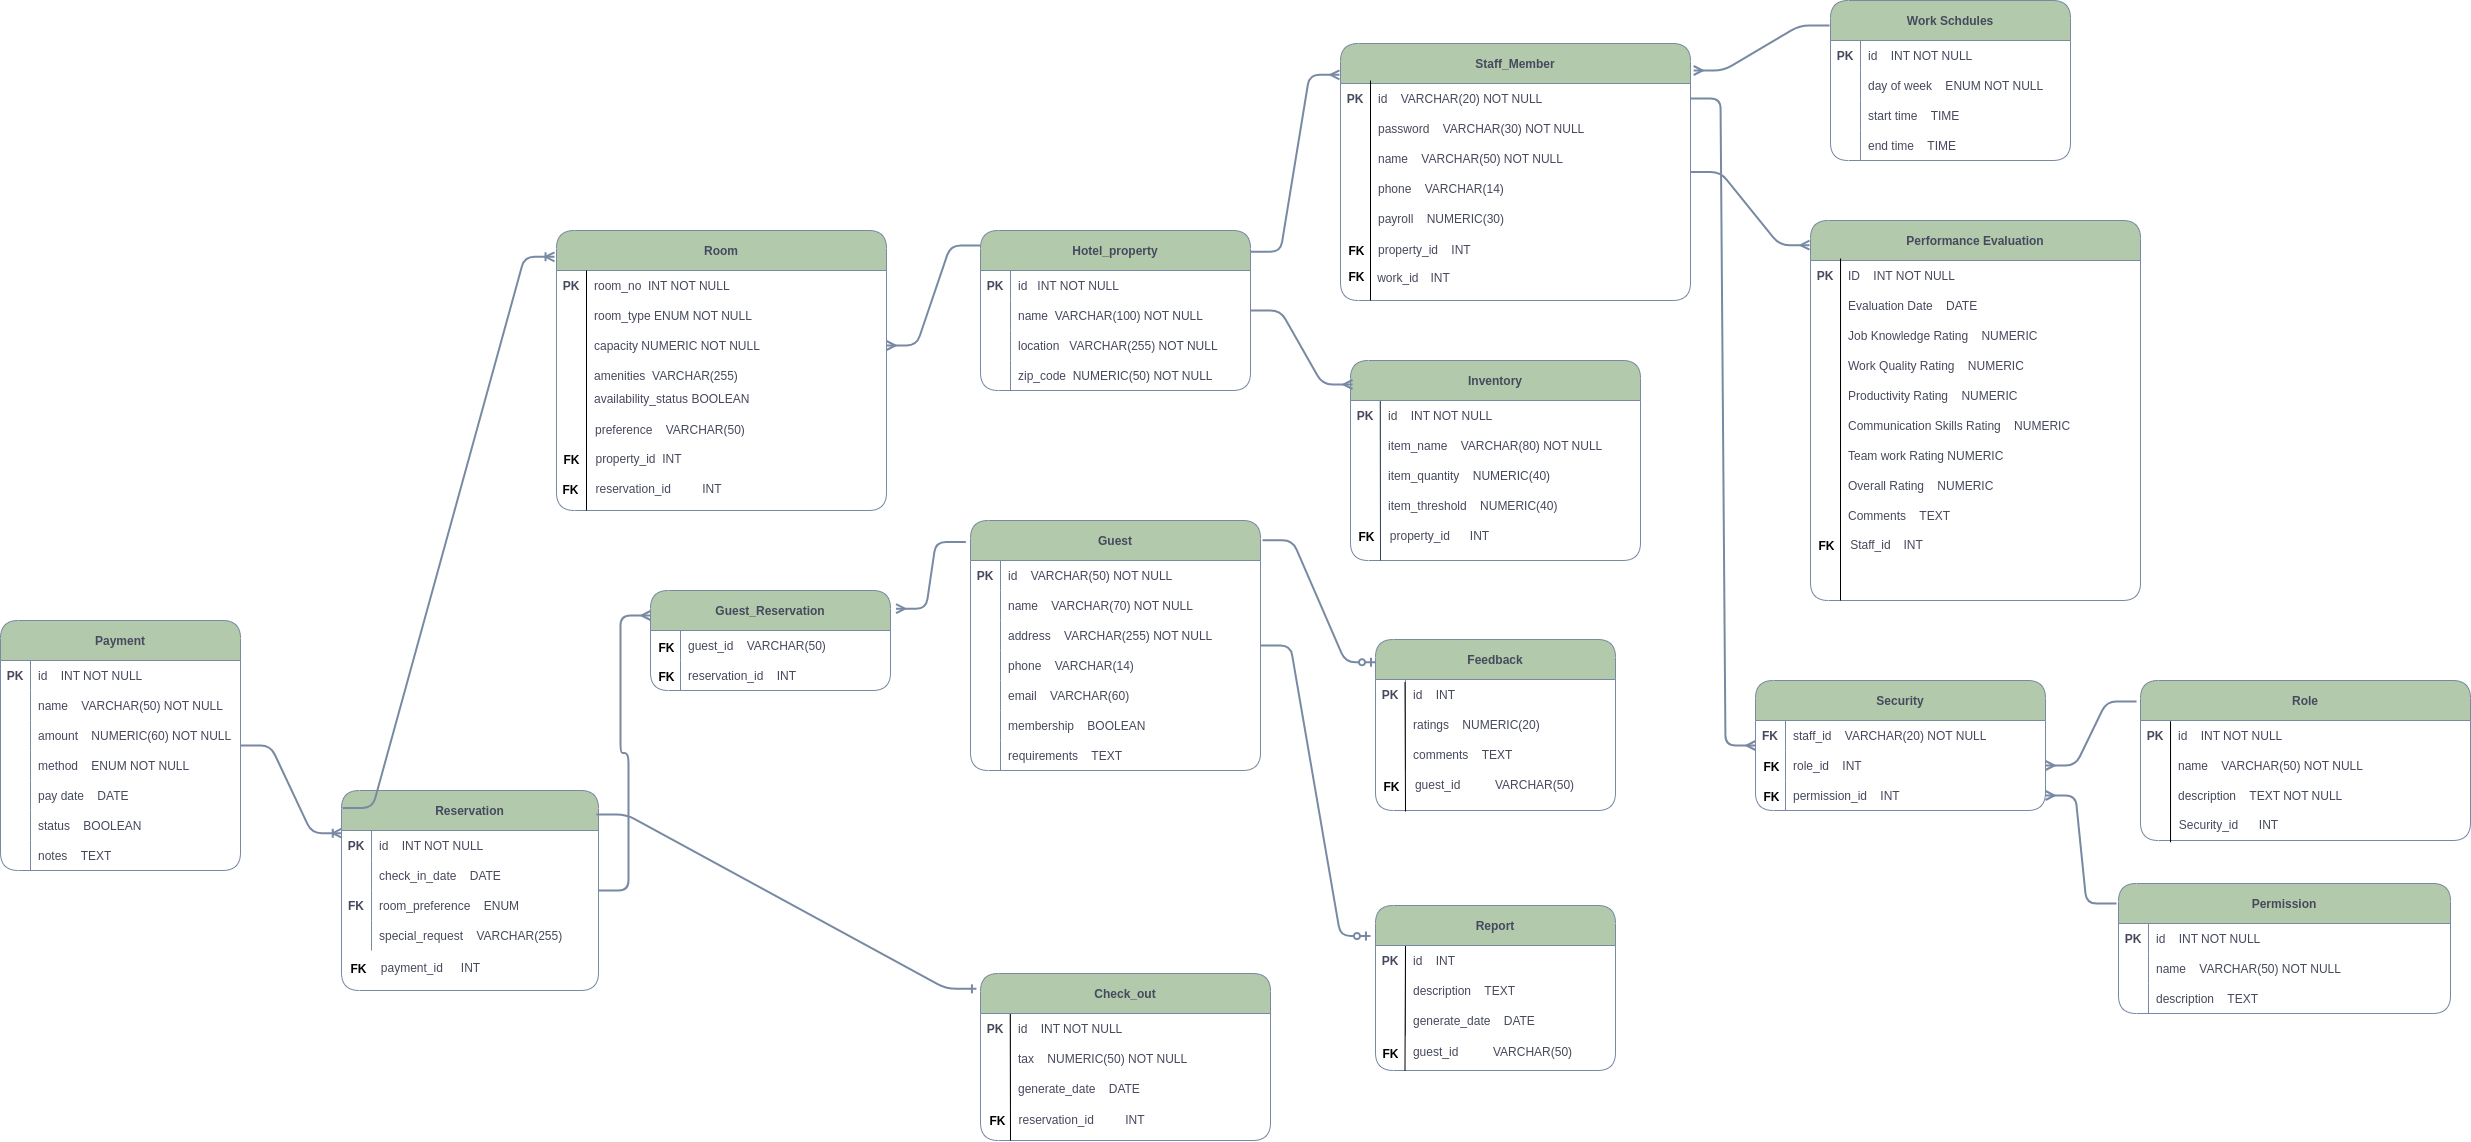 Work Schdules
PK id INT NOT NULL
day of week ENUM NOT NULL
start time TIME
end time TIME
Staff_Member
PK id VARCHAR(20) NOT NULL
password VARCHAR(30) NOT NULL
name VARCHAR(50) NOT NULL
phone VARCHAR(14)
payroll NUMERIC(30)
FK property_id INT
FK work_id INT
Room
PK room_no INT NOT NULL
room_type ENUM NOT NULL
capacity NUMERIC NOT NULL
amenities VARCHAR(255)
availability_status BOOLEAN
preference VARCHAR(50)
FK property_id INT
FK reservation_id INT
Hotel_property
PK id INT NOT NULL
name VARCHAR(100) NOT NULL
location VARCHAR(255) NOT NULL
zip_code NUMERIC(50) NOT NULL
Performance Evaluation
PK ID INT NOT NULL
Evaluation Date DATE
Job Knowledge Rating NUMERIC
Work Quality Rating NUMERIC
Productivity Rating NUMERIC
Communication Skills Rating NUMERIC
Team work Rating NUMERIC
Overall Rating NUMERIC
Comments TEXT
FK Staff_id INT
Inventory
PK id INT NOT NULL
item_name VARCHAR(80) NOT NULL
item_quantity NUMERIC(40)
item_threshold NUMERIC(40)
FK property_id INT
Guest
PK id VARCHAR(50) NOT NULL
name VARCHAR(70) NOT NULL
address VARCHAR(255) NOT NULL
phone VARCHAR(14)
email VARCHAR(60)
membership BOOLEAN
requirements TEXT
Guest_Reservation
FK guest_id VARCHAR(50)
FK reservation_id INT
Payment
PK id INT NOT NULL
name VARCHAR(50) NOT NULL
amount NUMERIC(60) NOT NULL
method ENUM NOT NULL
pay date DATE
status BOOLEAN
notes TEXT
Feedback
PK id INT
ratings NUMERIC(20)
comments TEXT
FK guest_id VARCHAR(50)
Security
FK staff_id VARCHAR(20) NOT NULL
FK role_id INT
FK permission_id INT
Role
PK id INT NOT NULL
name VARCHAR(50) NOT NULL
description TEXT NOT NULL
Security_id INT
Reservation
PK id INT NOT NULL
check_in_date DATE
FK room_preference ENUM
special_request VARCHAR(255)
FK payment_id INT
Permission
PK id INT NOT NULL
name VARCHAR(50) NOT NULL
description TEXT
Report
PK id INT
description TEXT
generate_date DATE
FK guest_id VARCHAR(50)
Check_out
PK id INT NOT NULL
tax NUMERIC(50) NOT NULL
generate_date DATE
FK reservation_id INT